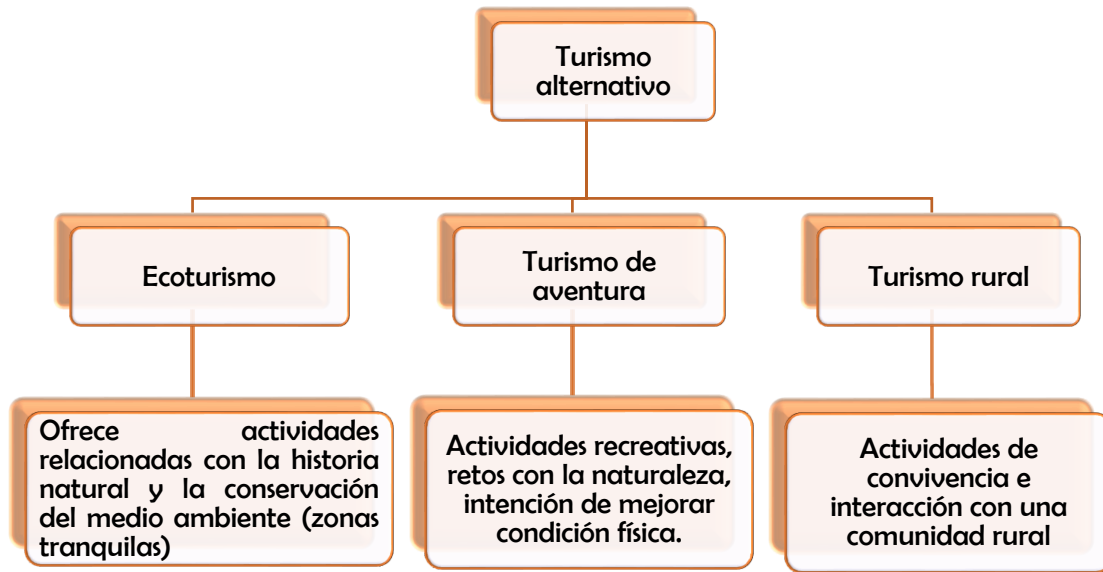 Turismo
alternativo
Ecoturismo
Turismo de
aventura
Turismo rural
Ofrece actividades
relacionadas con la historia
natural y la conservación
del medio ambiente (zonas
tranquilas)
Actividades recreativas,
retos con la naturaleza,
intención de mejorar
condición física.
Actividades de
convivencia e
interacción con una
comunidad rural